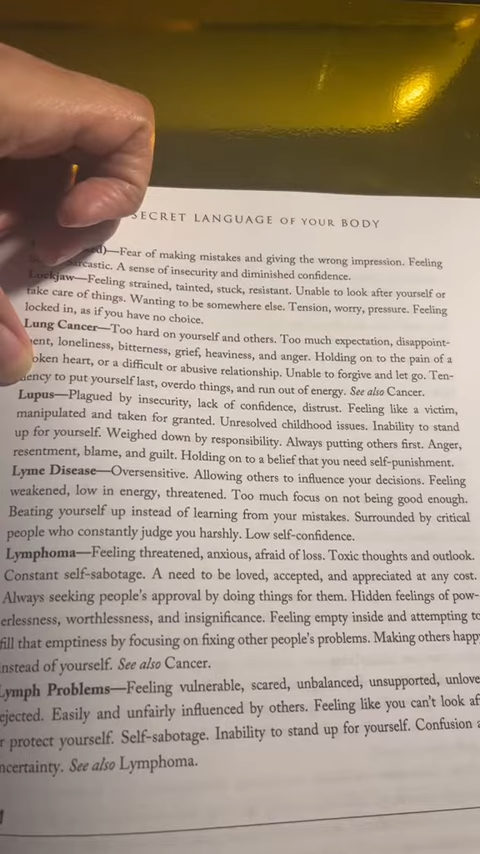 SECRET LANGUAGE OF YOUR BODY
—Fear of making mistakes and giving the wrong impression. Feeling
sarcastic. A sense of insecurity and diminished confidence.
Lockjaw—Feeling strained, tainted, stuck, resistant. Unable to look after yourself or
take care of things. Wanting to be somewhere else. Tension, worry, pressure. Feeling
locked in, as if you have no choice.
Lung Cancer—Too hard on yourself and others. Too much expectation, disappoint-
ment, loneliness, bitterness, grief, heaviness, and anger. Holding on to the pain of a
broken heart, or a difficult or abusive relationship. Unable to forgive and let go. Ten-
dency to put yourself last, overdo things, and run out of energy. See also Cancer.
Lupus—Plagued by insecurity, lack of confidence, distrust. Feeling like a victim,
manipulated and taken for granted. Unresolved childhood issues. Inability to stand
up for yourself. Weighed down by responsibility. Always putting others first. Anger,
resentment, blame, and guilt. Holding on to a belief that you need self-punishment.
Lyme Disease—Oversensitive. Allowing others to influence your decisions. Feeling
weakened, low in energy, threatened. Too much focus on not being good enough.
Beating yourself up instead of learning from your mistakes. Surrounded by critical
people who constantly judge you harshly. Low self-confidence.
Lymphoma—Feeling threatened, anxious, afraid of loss. Toxic thoughts and outlook.
Constant self-sabotage. A need to be loved, accepted, and appreciated at any cost.
Always seeking people's approval by doing things for them. Hidden feelings of pow-
erlessness, worthlessness, and insignificance. Feeling empty inside and attempting to
fill that emptiness by focusing on fixing other people's problems. Making others happy
instead of yourself. See also Cancer.
Lymph Problems—Feeling vulnerable, scared, unbalanced, unsupported, unlove
ejected. Easily and unfairly influenced by others. Feeling like you can't look af
r protect yourself. Self-sabotage. Inability to stand up for yourself. Confusion a
ncertainty. See also Lymphoma.